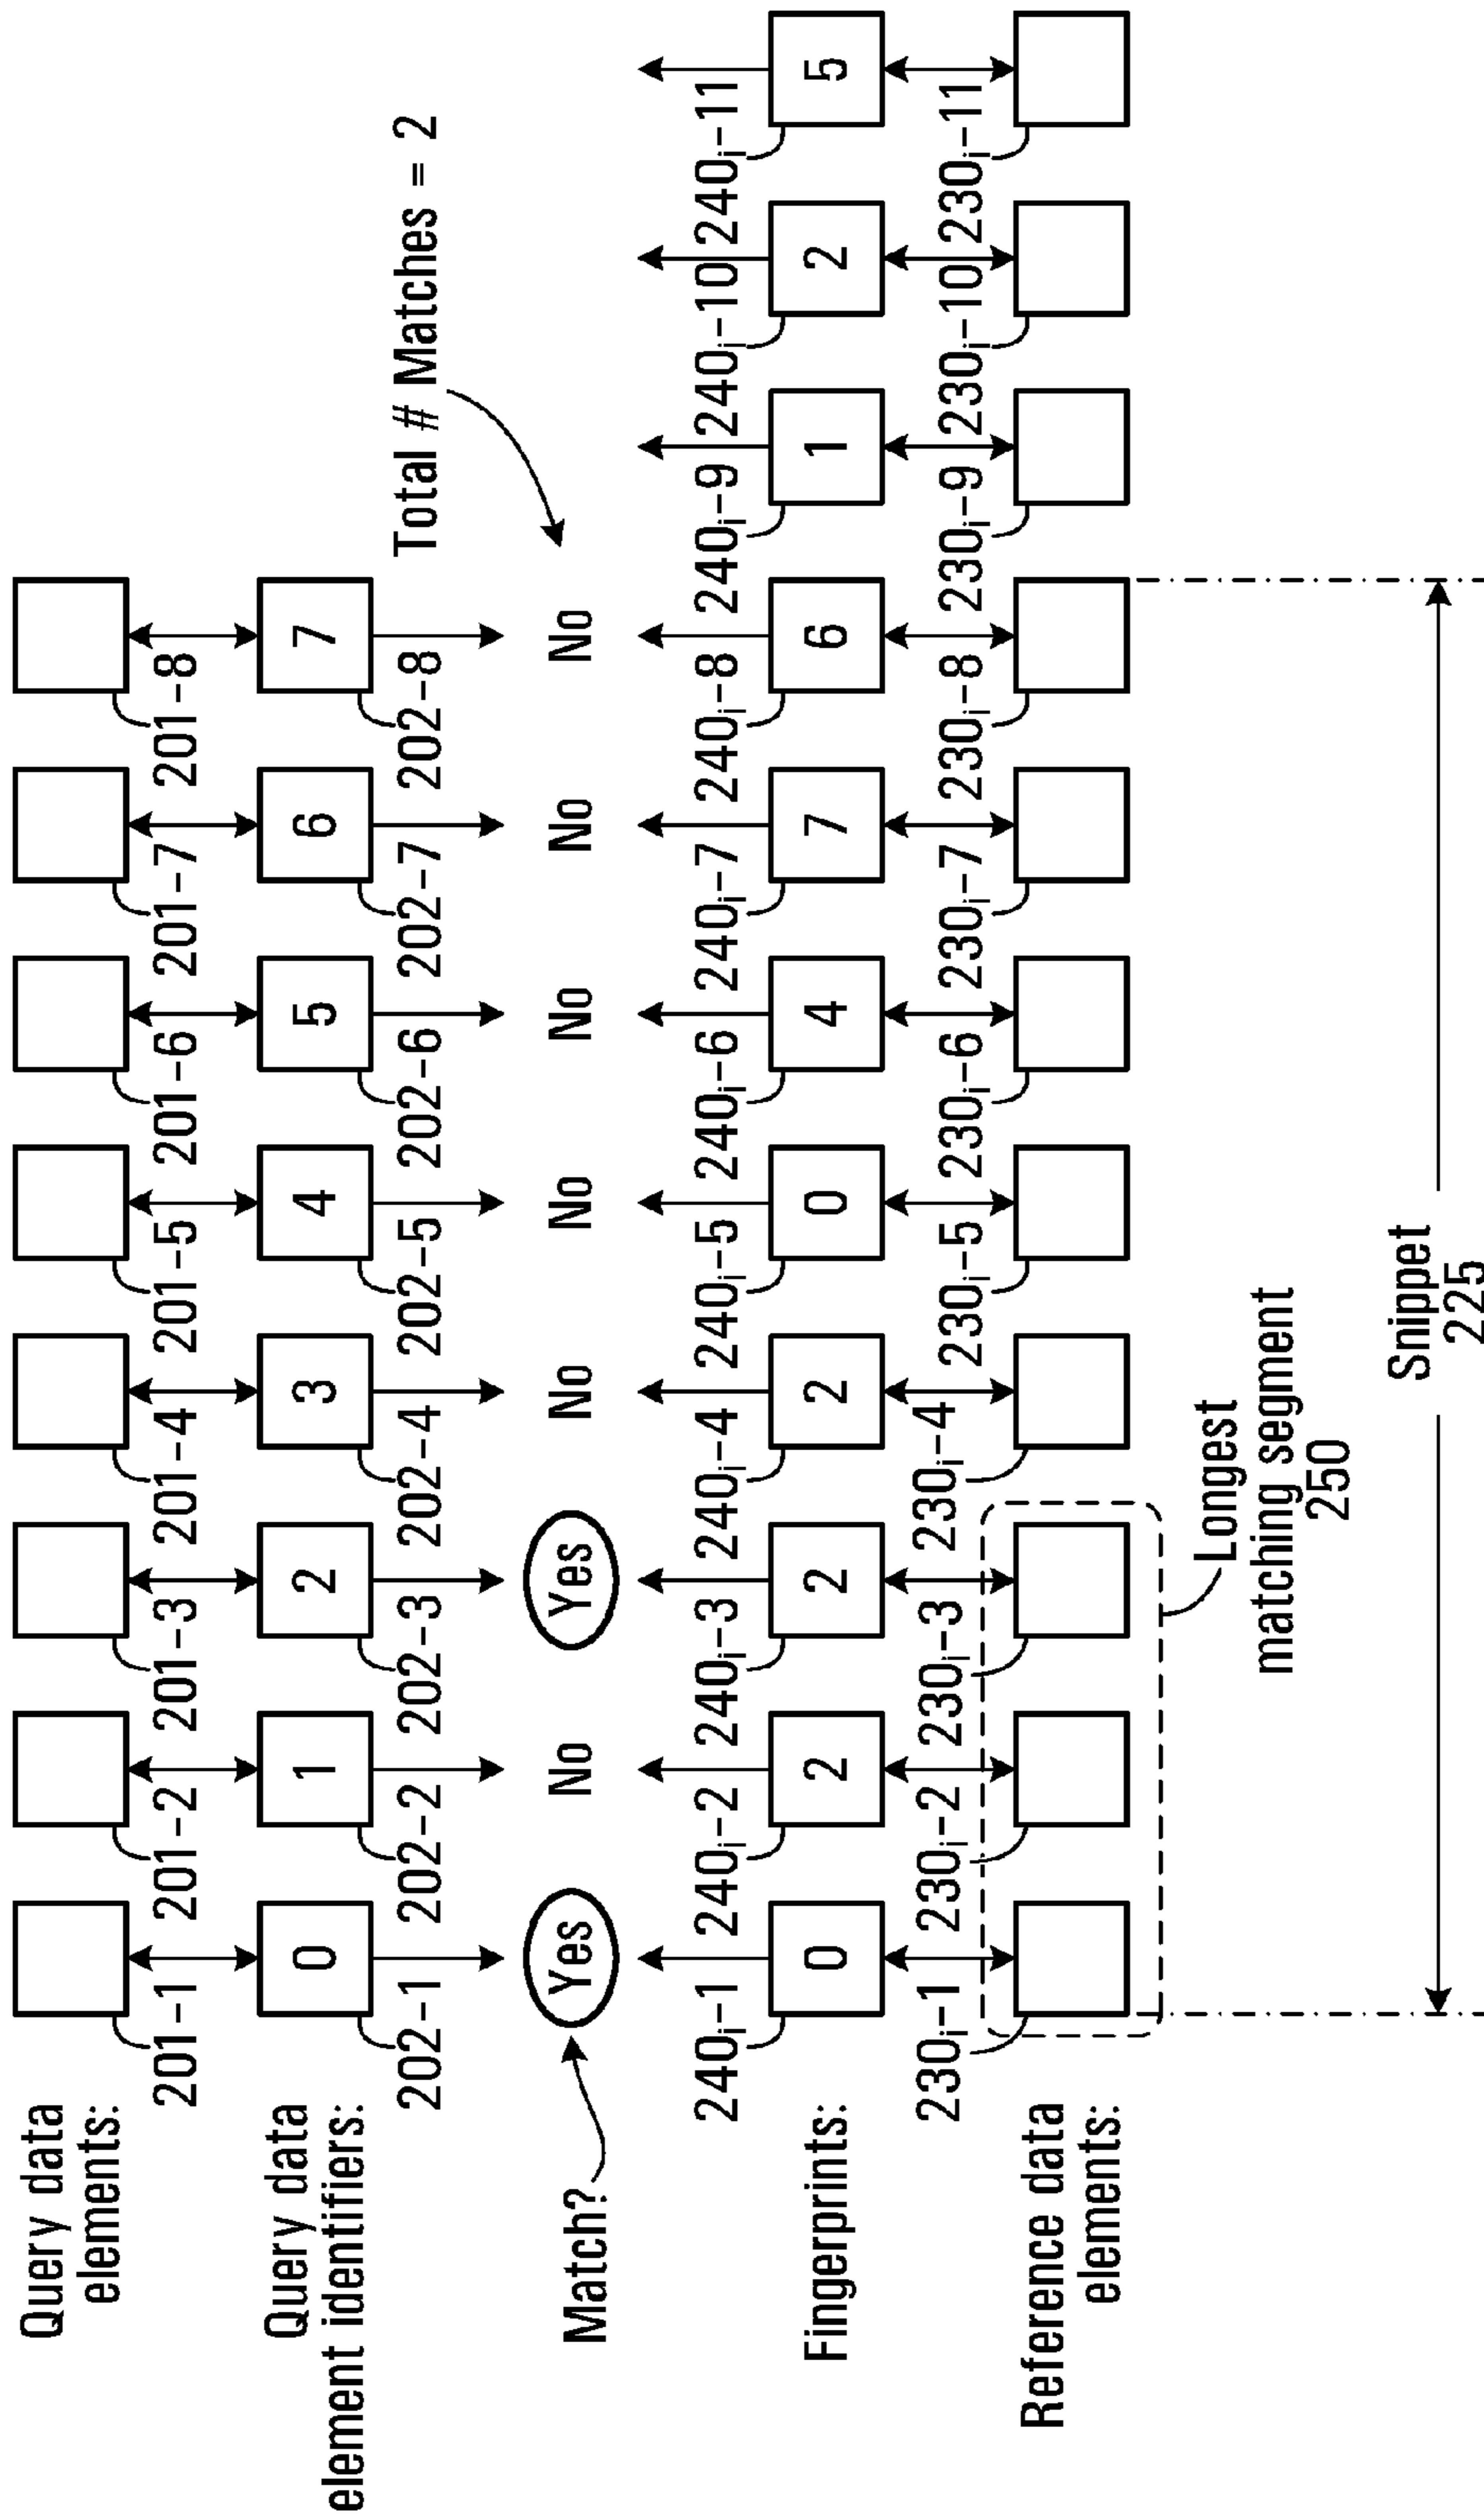 Query data
elements:
201-1 201-2 201-3 201-4 201-5 201-6 201-7 201-8
Query data
element identifiers:
0 1 2 3 4 5 6 7
202-1 202-2 202-3 202-4 202-5 202-6 202-7 202-8
Total # Matches = 2
Match?
Yes No Yes No No No No No
240i-1 240i-2 240i-3 240i-4 240i-5 240i-6 240i-7 240i-8 240i-9 240i-10 240i-11
Fingerprints:
0 2 2 2 0 4 7 6 1 2 5
230i-1 230i-2 230i-3 230i-4 230i-5 230i-6 230i-7 230i-8 230i-9 230i-10 230i-11
Reference data
elements:
Longest
matching segment
250
Snippet
225